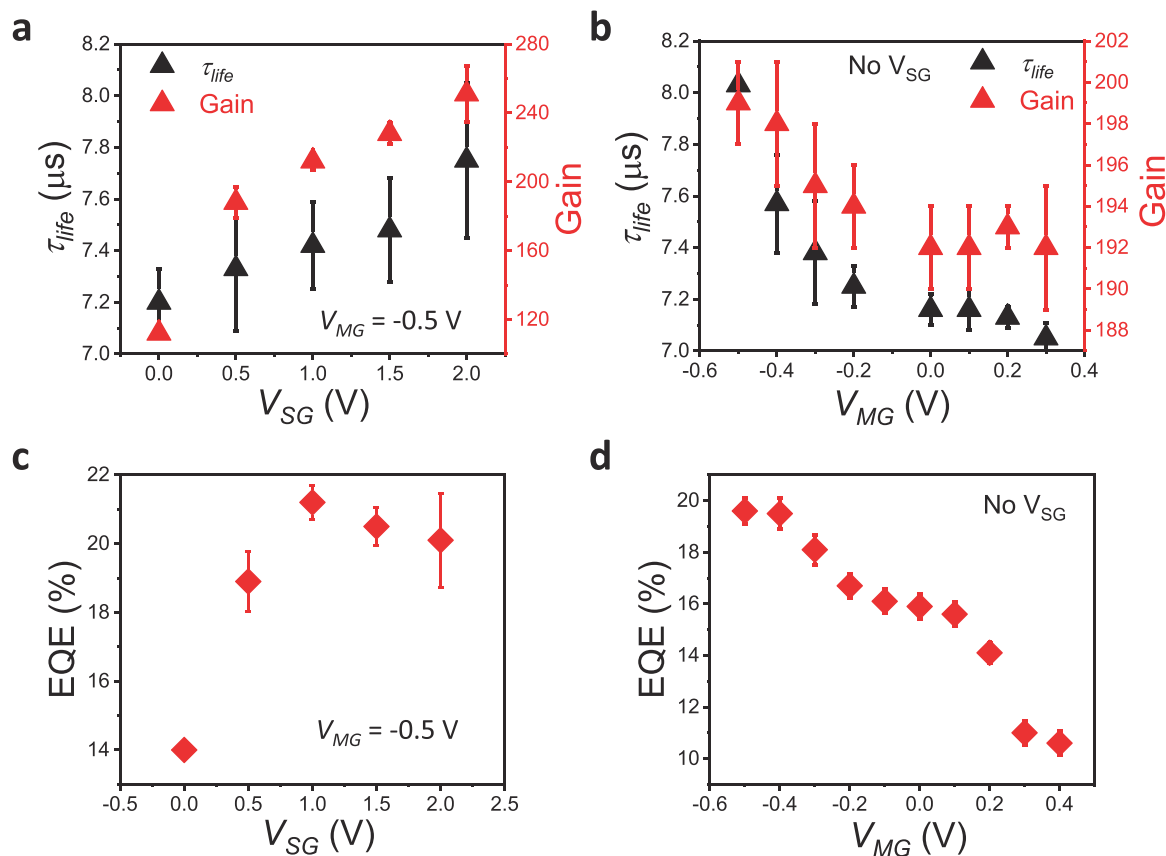 a
8.2
8.0
7.8
7.6
7.4
7.2
7.0
τlife (μs)
τlife
Gain
VMG = -0.5 V
280
240
200
160
120
Gain
0.0 0.5 1.0 1.5 2.0
VSG (V)
b
8.2
8.0
7.8
7.6
7.4
7.2
7.0
τlife (μs)
No VSG
τlife
Gain
202
200
198
196
194
192
190
188
Gain
-0.6 -0.4 -0.2 0.0 0.2 0.4
VMG (V)
c
22
20
18
16
14
EQE (%)
VMG = -0.5 V
-0.5 0.0 0.5 1.0 1.5 2.0 2.5
VSG (V)
d
20
18
16
14
12
10
EQE (%)
No VSG
-0.6 -0.4 -0.2 0.0 0.2 0.4
VMG (V)